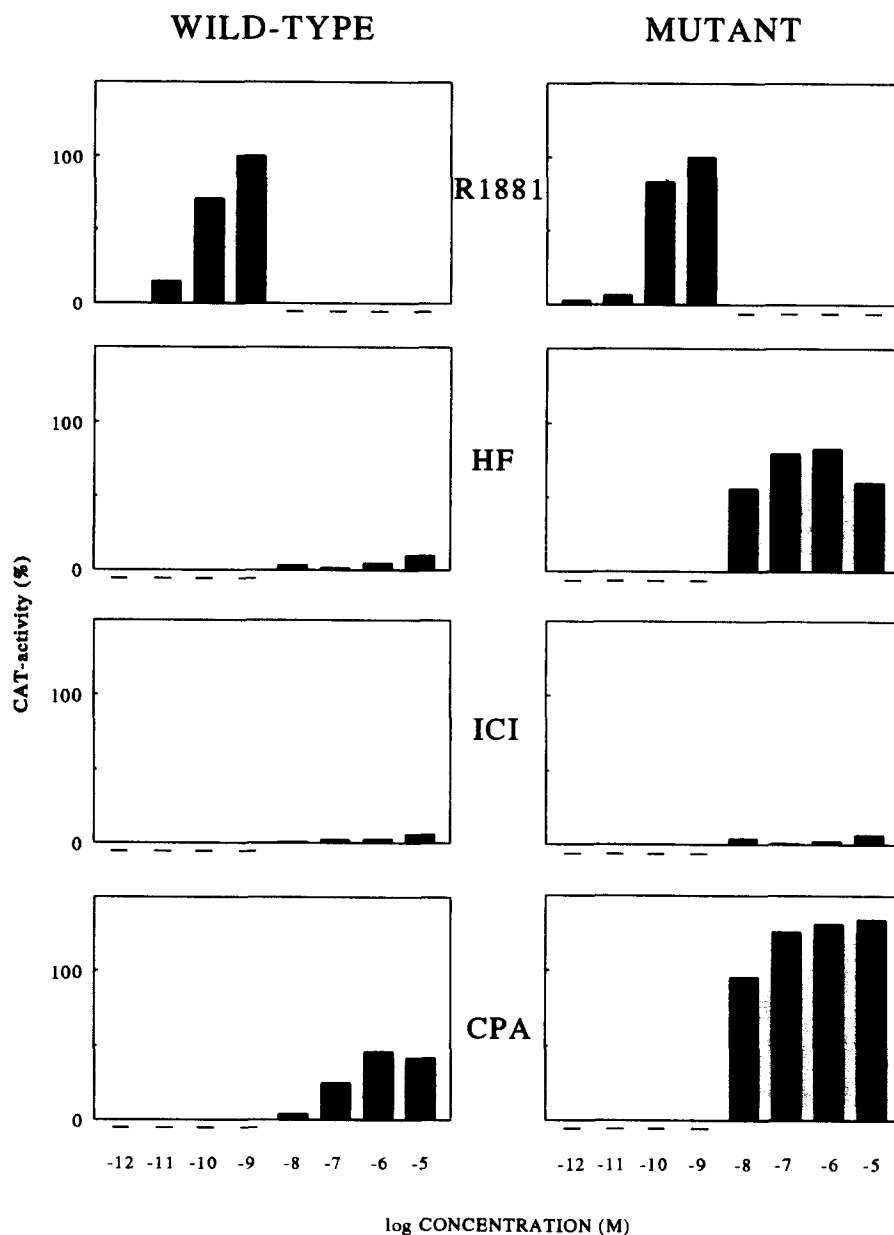 WILD-TYPE
MUTANT
100
0
R1881
100
0
HF
100
0
ICI
100
0
CPA
CAT-activity (%)
-12 -11 -10 -9 -8 -7 -6 -5
-12 -11 -10 -9 -8 -7 -6 -5
log CONCENTRATION (M)